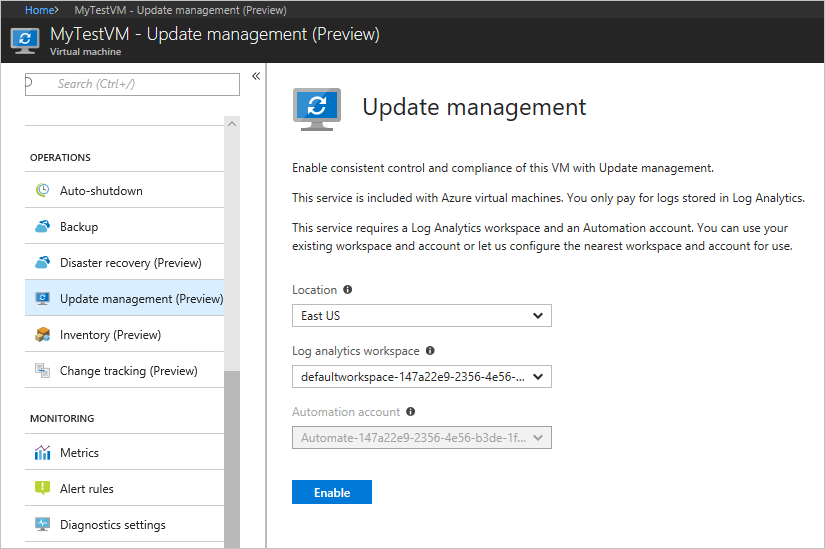 Home> MyTestVM - Update management (Preview)
MyTestVM - Update management (Preview)
Virtual machine
Search (Ctrl+/)
«
OPERATIONS
Auto-shutdown
Backup
Disaster recovery (Preview)
Update management (Preview)
Inventory (Preview)
Change tracking (Preview)
MONITORING
Metrics
Alert rules
Diagnostics settings
Update management
Enable consistent control and compliance of this VM with Update management.
This service is included with Azure virtual machines. You only pay for logs stored in Log Analytics.
This service requires a Log Analytics workspace and an Automation account. You can use your
existing workspace and account or let us configure the nearest workspace and account for use.
Location
East US
Log analytics workspace
defaultworkspace-147a22e9-2356-4e56-...
Automation account
Automate-147a22e9-2356-4e56-b3de-1f...
Enable